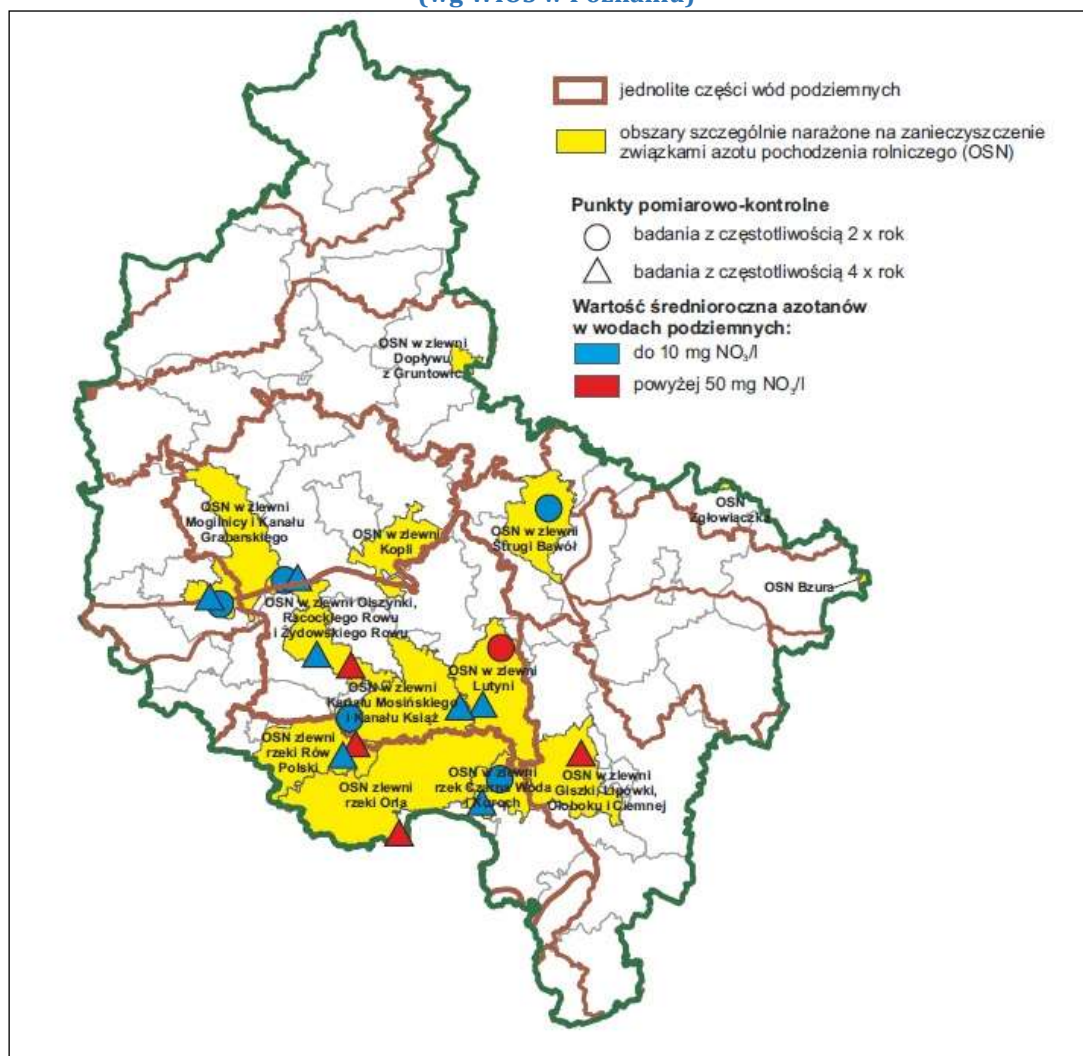 (wg WIOŚ w Poznaniu)
jednolite części wód podziemnych
obszary szczególnie narażone na zanieczyszczenie
związkami azotu pochodzenia rolniczego (OSN)
Punkty pomiarowo-kontrolne
badania z częstotliwością 2 x rok
badania z częstotliwością 4 x rok
Wartość średnioroczna azotanów
w wodach podziemnych:
do 10 mg NO₃/l
powyżej 50 mg NO₃/l
OSN w zlewni
Dopływu
z Gruntowic
OSN w zlewni
Mogilnicy i Kanału
Grabarskiego
OSN w zlewni
Kopli
OSN w zlewni
Strugi Bawół
OSN
Zgłowiączka
OSN Bzura
OSN w zlewni Olszynki,
Racockiego Rowu
i Żydowskiego Rowu
OSN w zlewni
Kanału Mosińskiego
i Kanału Książ
OSN w zlewni
Lutyni
OSN zlewni
rzeki Rów
Polski
OSN zlewni
rzeki Orla
OSN w zlewni
rzek Czarna Woda
i Kuroch
OSN w zlewni
Giszki, Lipówki,
Ołoboku i Ciemnej